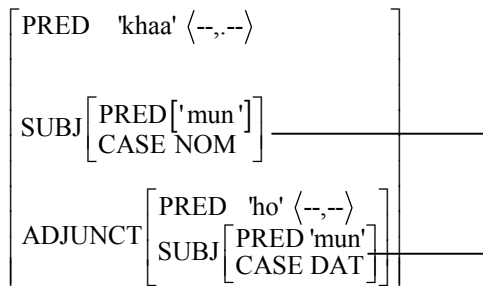 PRED 'khaa' ⟨--,.--⟩
SUBJ [PRED ['mun']
CASE NOM]
ADJUNCT [PRED 'ho' ⟨--,--⟩
SUBJ [PRED 'mun'
CASE DAT]]